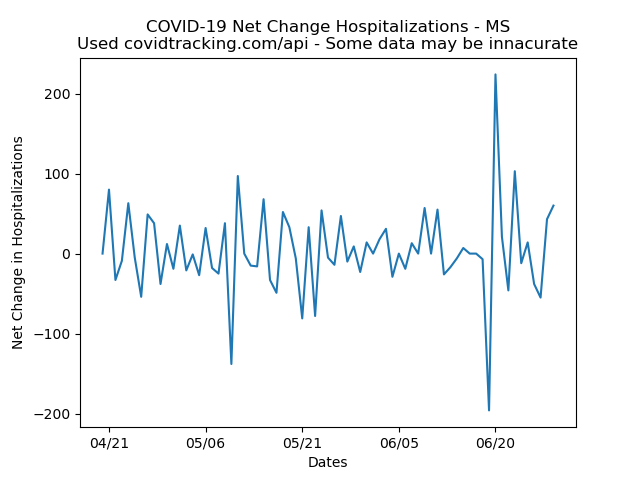 COVID-19 Net Change Hospitalizations - MS
Used covidtracking.com/api - Some data may be innacurate
Net Change in Hospitalizations
200
100
0
−100
−200
04/21
05/06
05/21
06/05
06/20
Dates